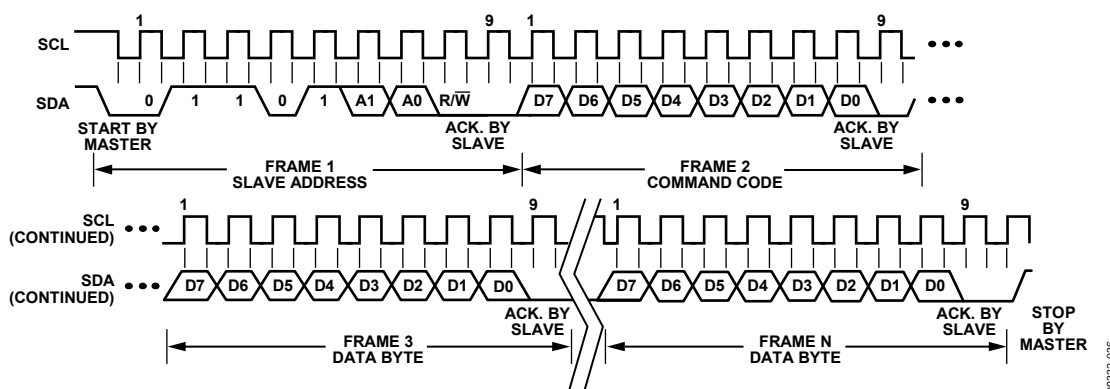 1 9 1 9
SCL
SDA 0 1 1 0 1 A1 A0 R/W̅ D7 D6 D5 D4 D3 D2 D1 D0
START BY
MASTER
ACK. BY
SLAVE
ACK. BY
SLAVE
FRAME 1
SLAVE ADDRESS
FRAME 2
COMMAND CODE
1 9 1 9
SCL
(CONTINUED)
SDA
(CONTINUED)
D7 D6 D5 D4 D3 D2 D1 D0 D7 D6 D5 D4 D3 D2 D1 D0
ACK. BY
SLAVE
ACK. BY
SLAVE
STOP
BY
MASTER
FRAME 3
DATA BYTE
FRAME N
DATA BYTE